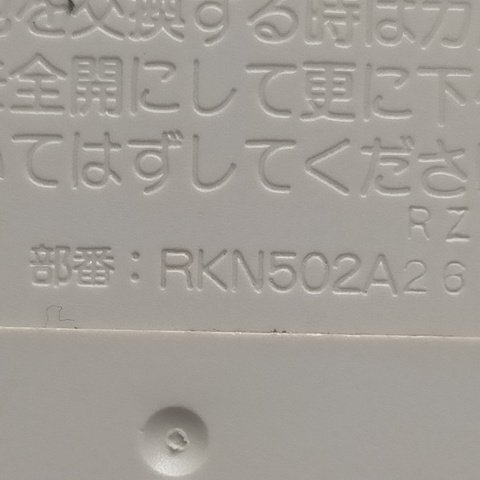 を交換する時はカ
全開にして更に下
てはずしてくださ
RZ
部番：RKN502A26